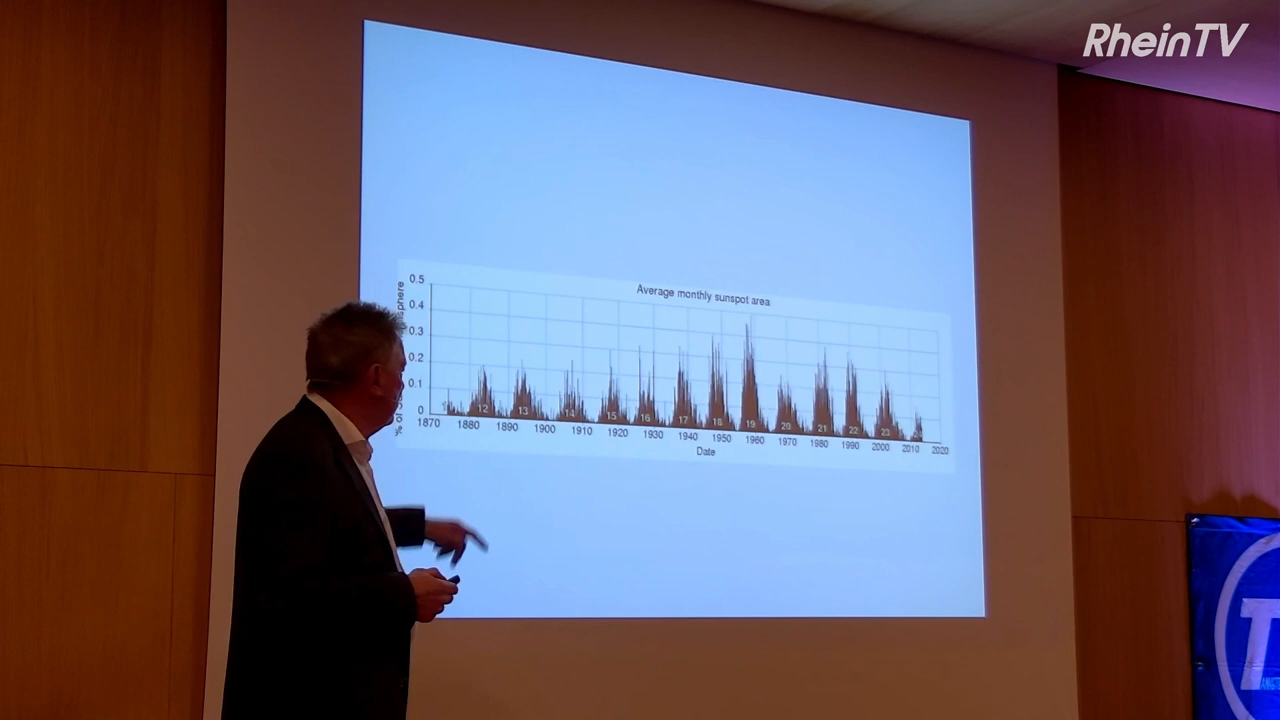 RheinTV
Average monthly sunspot area
0.5
0.4
0.3
0.2
0.1
0
12 13 14 15 16 17 18 19 20 21 22 23
1870 1880 1890 1900 1910 1920 1930 1940 1950 1960 1970 1980 1990 2000 2010 2020
Date